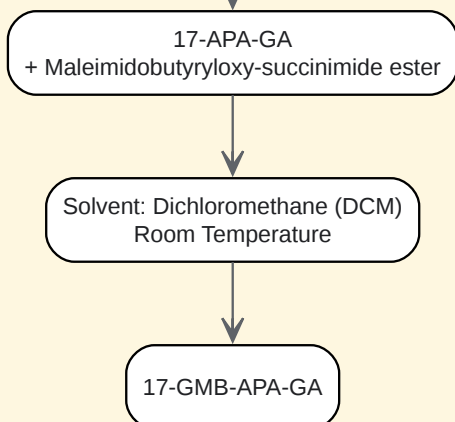 17-APA-GA
+ Maleimidobutyryloxy-succinimide ester
Solvent: Dichloromethane (DCM)
Room Temperature
17-GMB-APA-GA